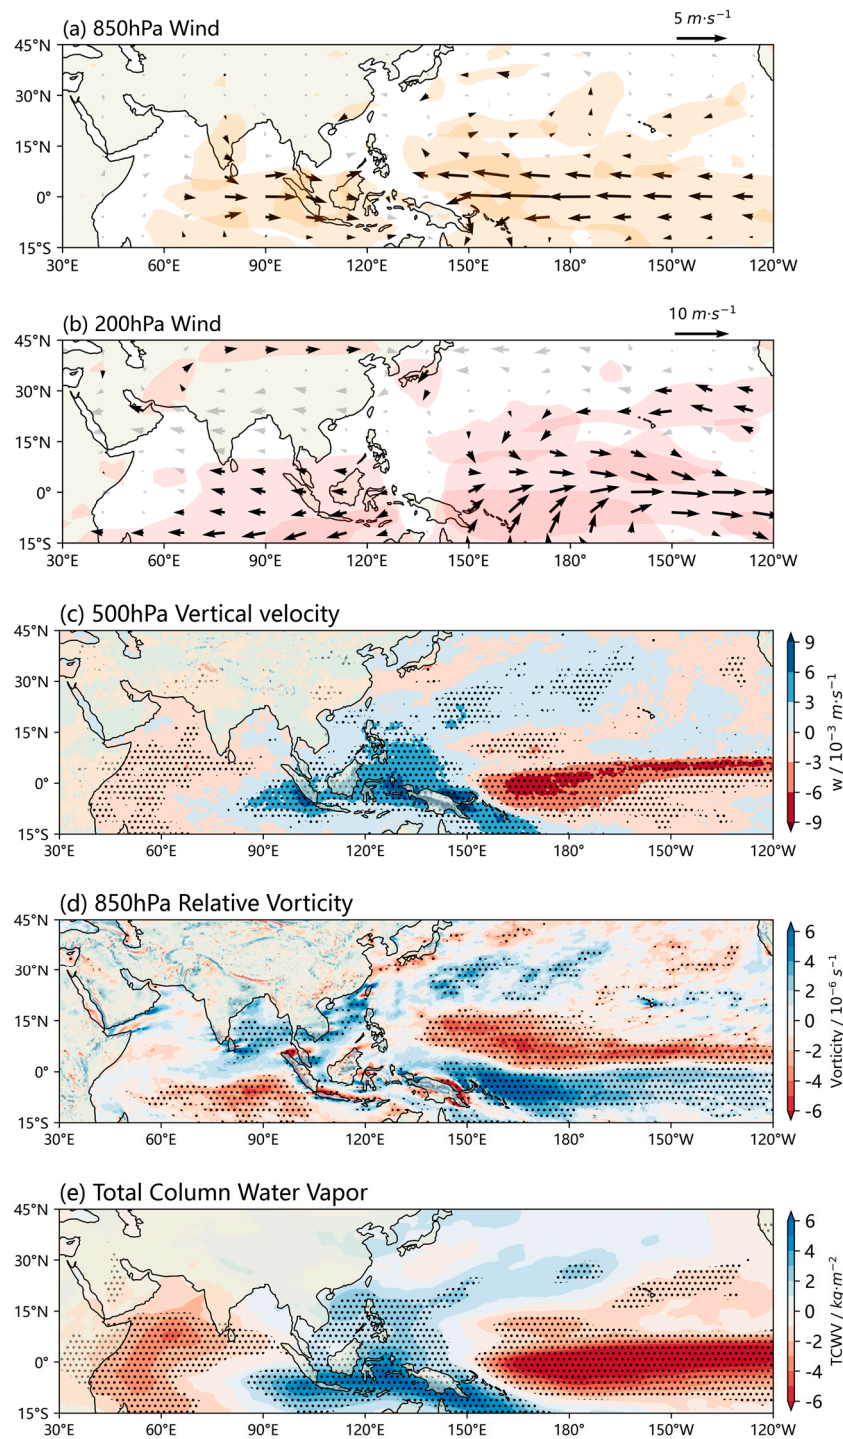 (a) 850hPa Wind
5 m·s⁻¹
45°N
30°N
15°N
0°
15°S
30°E 60°E 90°E 120°E 150°E 180° 150°W 120°W
(b) 200hPa Wind
10 m·s⁻¹
45°N
30°N
15°N
0°
15°S
30°E 60°E 90°E 120°E 150°E 180° 150°W 120°W
(c) 500hPa Vertical velocity
45°N
30°N
15°N
0°
15°S
30°E 60°E 90°E 120°E 150°E 180° 150°W 120°W
9
6
3
0
-3
-6
-9
w / 10⁻³ m·s⁻¹
(d) 850hPa Relative Vorticity
45°N
30°N
15°N
0°
15°S
30°E 60°E 90°E 120°E 150°E 180° 150°W 120°W
6
4
2
0
-2
-4
-6
Vorticity / 10⁻⁶ s⁻¹
(e) Total Column Water Vapor
45°N
30°N
15°N
0°
15°S
30°E 60°E 90°E 120°E 150°E 180° 150°W 120°W
6
4
2
0
-2
-4
-6
TCWV / kg·m⁻²